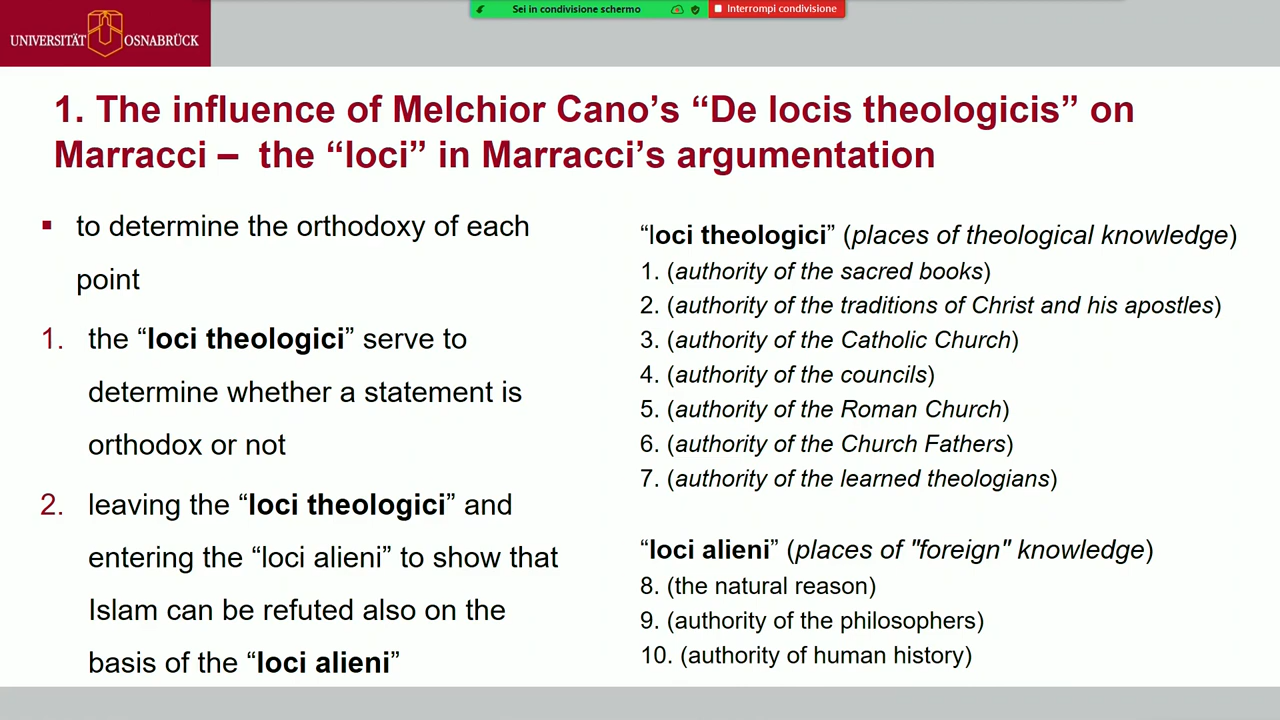 Sei in condivisione schermo
Interrompi condivisione
UNIVERSITÄT OSNABRÜCK
1. The influence of Melchior Cano’s “De locis theologicis” on
Marracci – the “loci” in Marracci’s argumentation
▪ to determine the orthodoxy of each
point
1. the “loci theologici” serve to
determine whether a statement is
orthodox or not
2. leaving the “loci theologici” and
entering the “loci alieni” to show that
Islam can be refuted also on the
basis of the “loci alieni”
“loci theologici” (places of theological knowledge)
1. (authority of the sacred books)
2. (authority of the traditions of Christ and his apostles)
3. (authority of the Catholic Church)
4. (authority of the councils)
5. (authority of the Roman Church)
6. (authority of the Church Fathers)
7. (authority of the learned theologians)
“loci alieni” (places of "foreign" knowledge)
8. (the natural reason)
9. (authority of the philosophers)
10. (authority of human history)